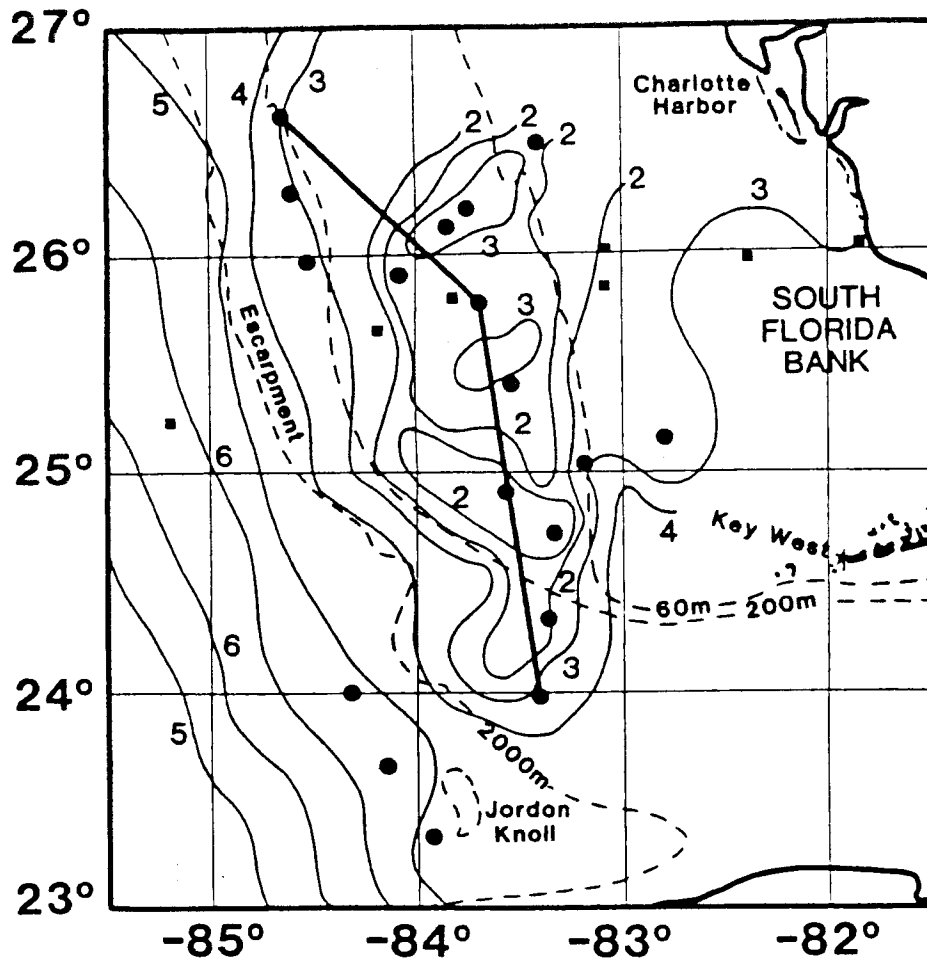 27°
26°
25°
24°
23°
-85°
-84°
-83°
-82°
5
4
3
2
2
2
2
3
3
3
2
2
2
3
4
6
6
5
Charlotte
Harbor
SOUTH
FLORIDA
BANK
Escarpment
Key West
60m
200m
2000m
Jordon
Knoll